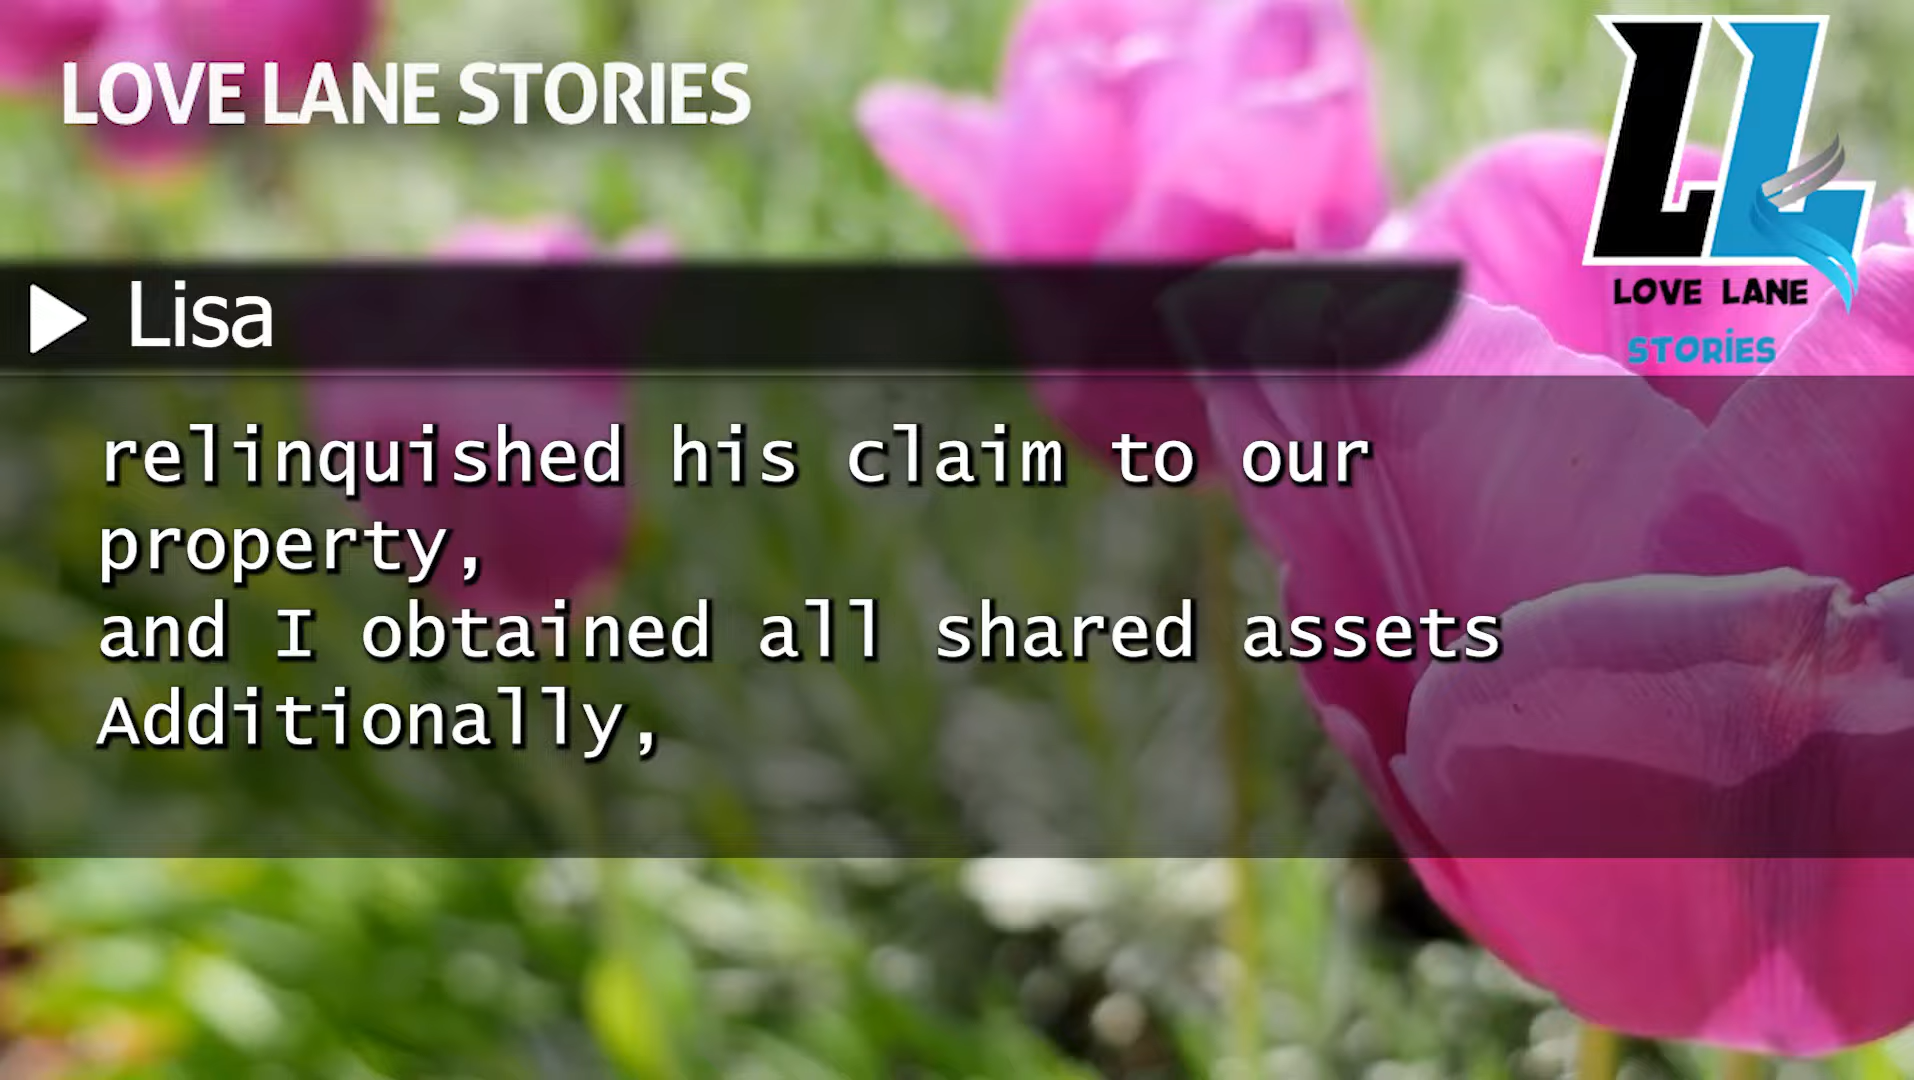 LOVE LANE STORIES
LL
LOVE LANE
STORIES
Lisa
relinquished his claim to our
property,
and I obtained all shared assets
Additionally,